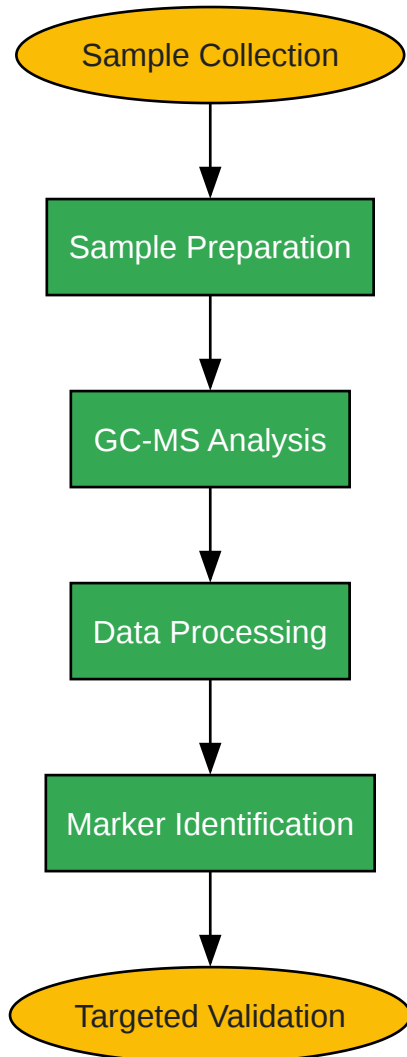 Sample Collection
Sample Preparation
GC-MS Analysis
Data Processing
Marker Identification
Targeted Validation